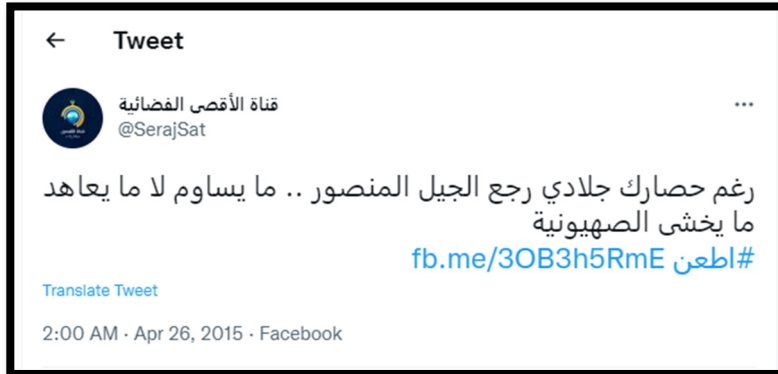 ← Tweet
قناة الأقصى الفضائية
@SerajSat
رغم حصارك جلادي رجع الجيل المنصور .. ما يساوم لا ما يعاهد
ما يخشى الصهيونية
#اطعن fb.me/3OB3h5RmE
Translate Tweet
2:00 AM · Apr 26, 2015 · Facebook